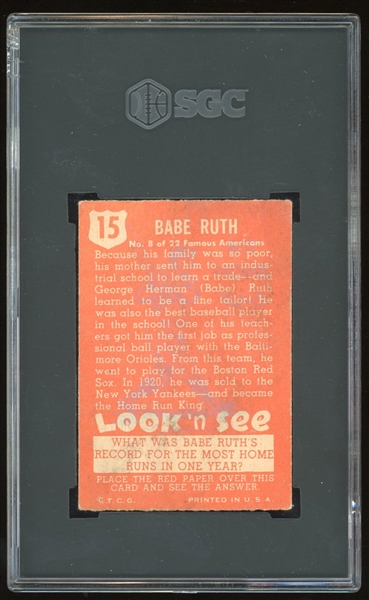 SGC
15
BABE RUTH
No. 8 of 22 Famous Americans
Because his family was so poor,
his mother sent him to an indus-
trial school to learn a trade—and
George Herman (Babe) Ruth
learned to be a fine tailor! He
was also the best baseball player
in the school! One of his teach-
ers got him the first job as profes-
sional ball player with the Balti-
more Orioles. From this team, he
went to play for the Boston Red
Sox. In 1920, he was sold to the
New York Yankees—and became
the Home Run King.
LOOK 'n SEE
WHAT WAS BABE RUTH'S
RECORD FOR THE MOST HOME
RUNS IN ONE YEAR?
PLACE THE RED PAPER OVER
THIS CARD AND SEE THE ANSWER.
© T.C.G. PRINTED IN U.S.A.